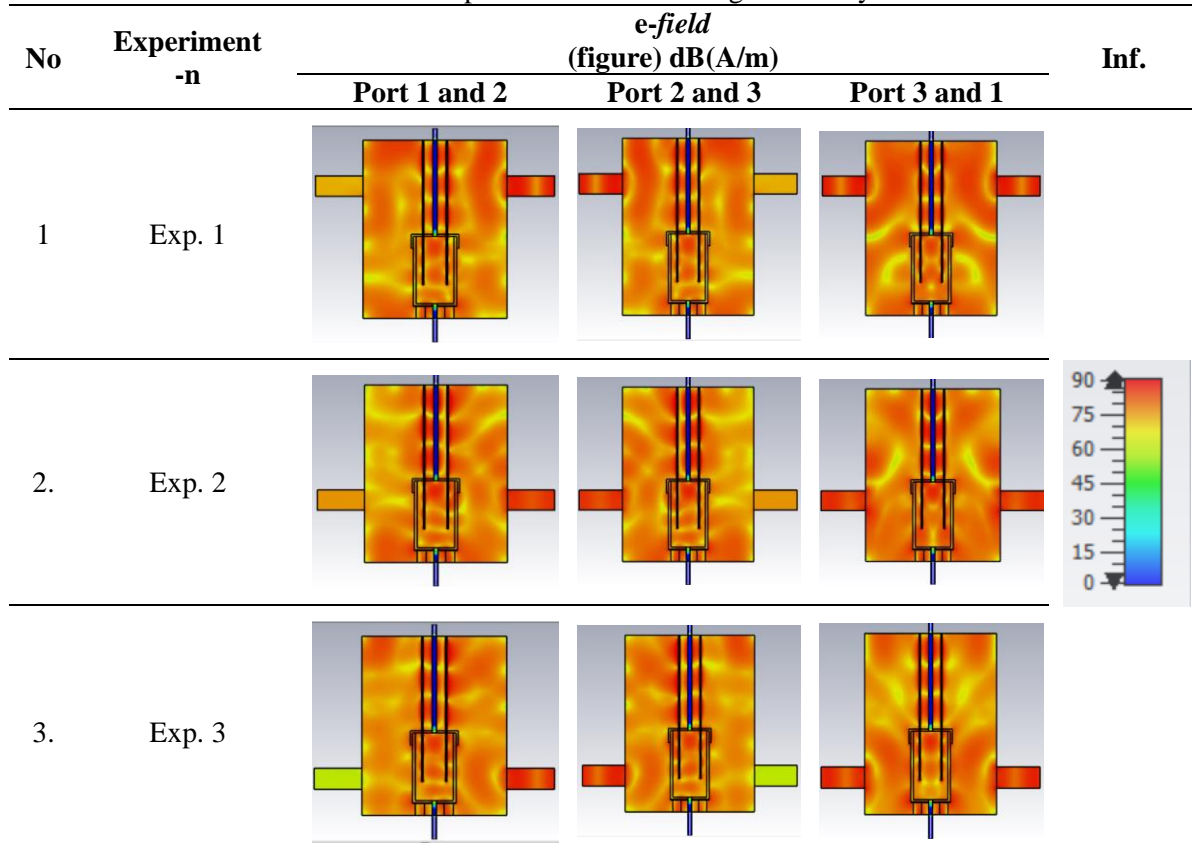 No
Experiment
-n
e-field
(figure) dB(A/m)
Inf.
Port 1 and 2
Port 2 and 3
Port 3 and 1
1
Exp. 1
2.
Exp. 2
90
75
60
45
30
15
0
3.
Exp. 3